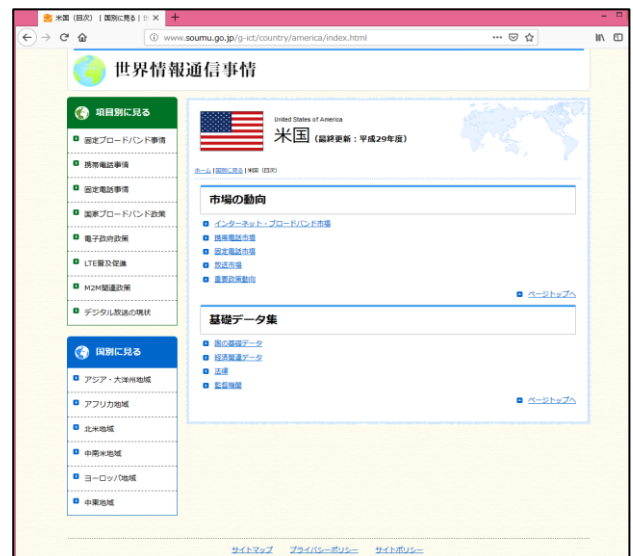 米国（目次）｜国別に見る｜世
www.soumu.go.jp/g-ict/country/america/index.html
世界情報通信事情
項目別に見る
固定ブロードバンド事情
携帯電話事情
固定電話事情
国家ブロードバンド政策
電子政府政策
LTE普及促進
M2M関連政策
デジタル放送の現状
国別に見る
アジア・大洋州地域
アフリカ地域
北米地域
中南米地域
ヨーロッパ地域
中東地域
United States of America
米国（最終更新：平成29年度）
ホーム｜国別に見る｜米国（目次）
市場の動向
インターネット・ブロードバンド市場
携帯電話市場
固定電話市場
放送市場
重要政策動向
ページトップへ
基礎データ集
国の基礎データ
経済関連データ
法律
監督機関
ページトップへ
サイトマップ プライバシーポリシー サイトポリシー